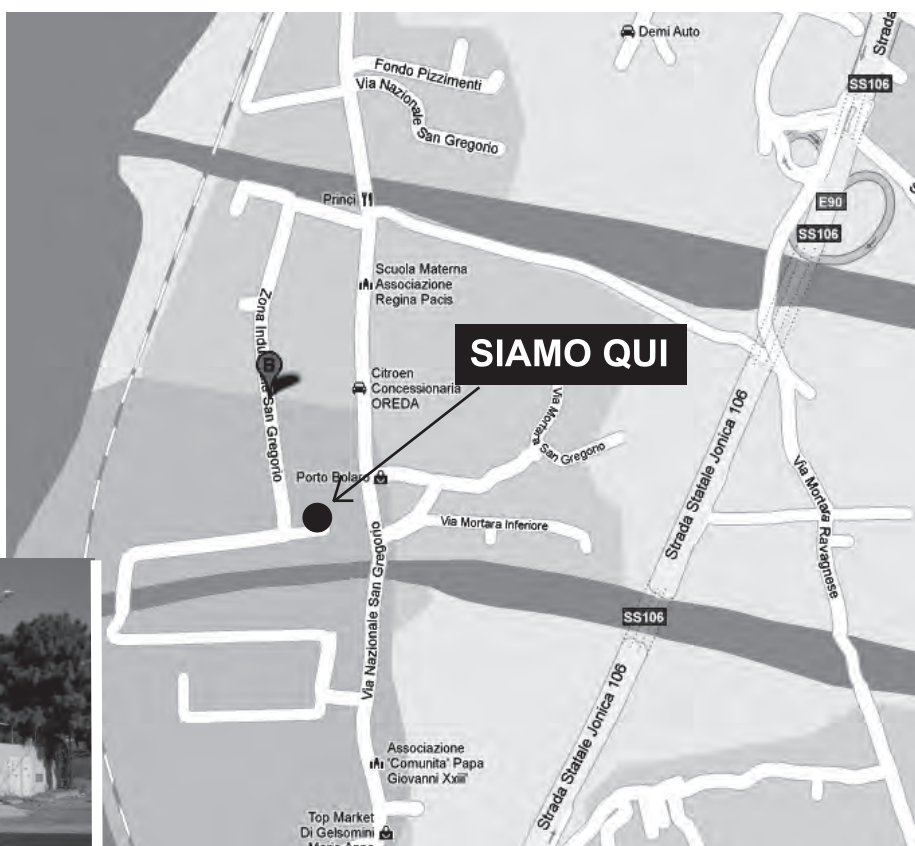 Demi Auto
Strada
SS106
Fondo Pizzimenti
Via Nazionale San Gregorio
E90
SS106
Princi
Scuola Materna
Associazione
Regina Pacis
Zona Indu
San Gregorio
B
SIAMO QUI
Citroen
Concessionaria
OREDA
Via Mortara San Gregorio
Strada Statale Jonica 106
Porto Bolaro
Via Mortara Inferiore
Via Mortara Ravagnese
Via Nazionale San Gregorio
SS106
Strada Statale Jonica 106
Associazione
'Comunita' Papa
Giovanni Xxiii'
Top Market
Di Gelsomini